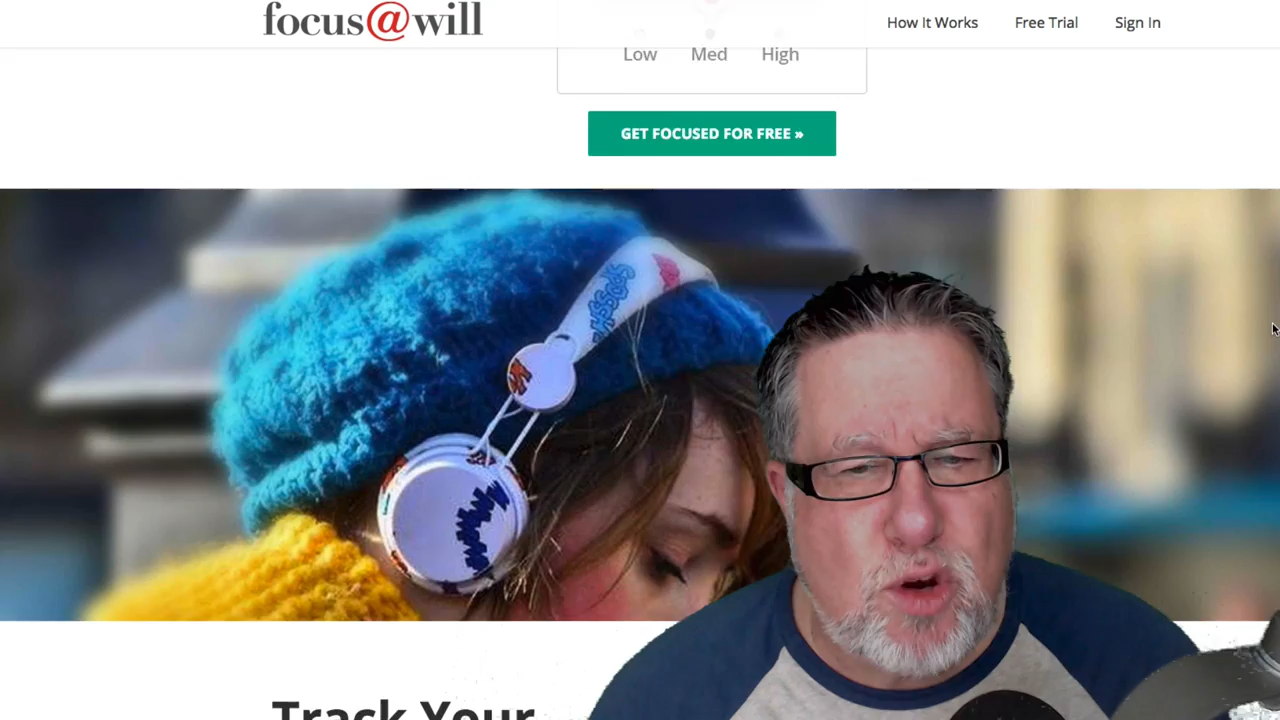 focus@will
How It Works
Free Trial
Sign In
Low
Med
High
GET FOCUSED FOR FREE »
Track Your